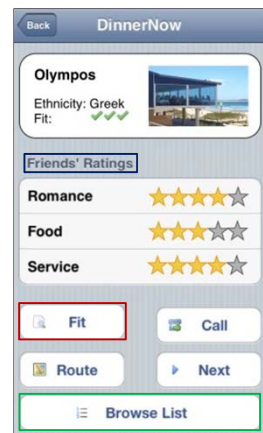 Back DinnerNow
Olympos
Ethnicity: Greek
Fit:
Friends' Ratings
Romance
Food
Service
Fit Call
Route Next
Browse List